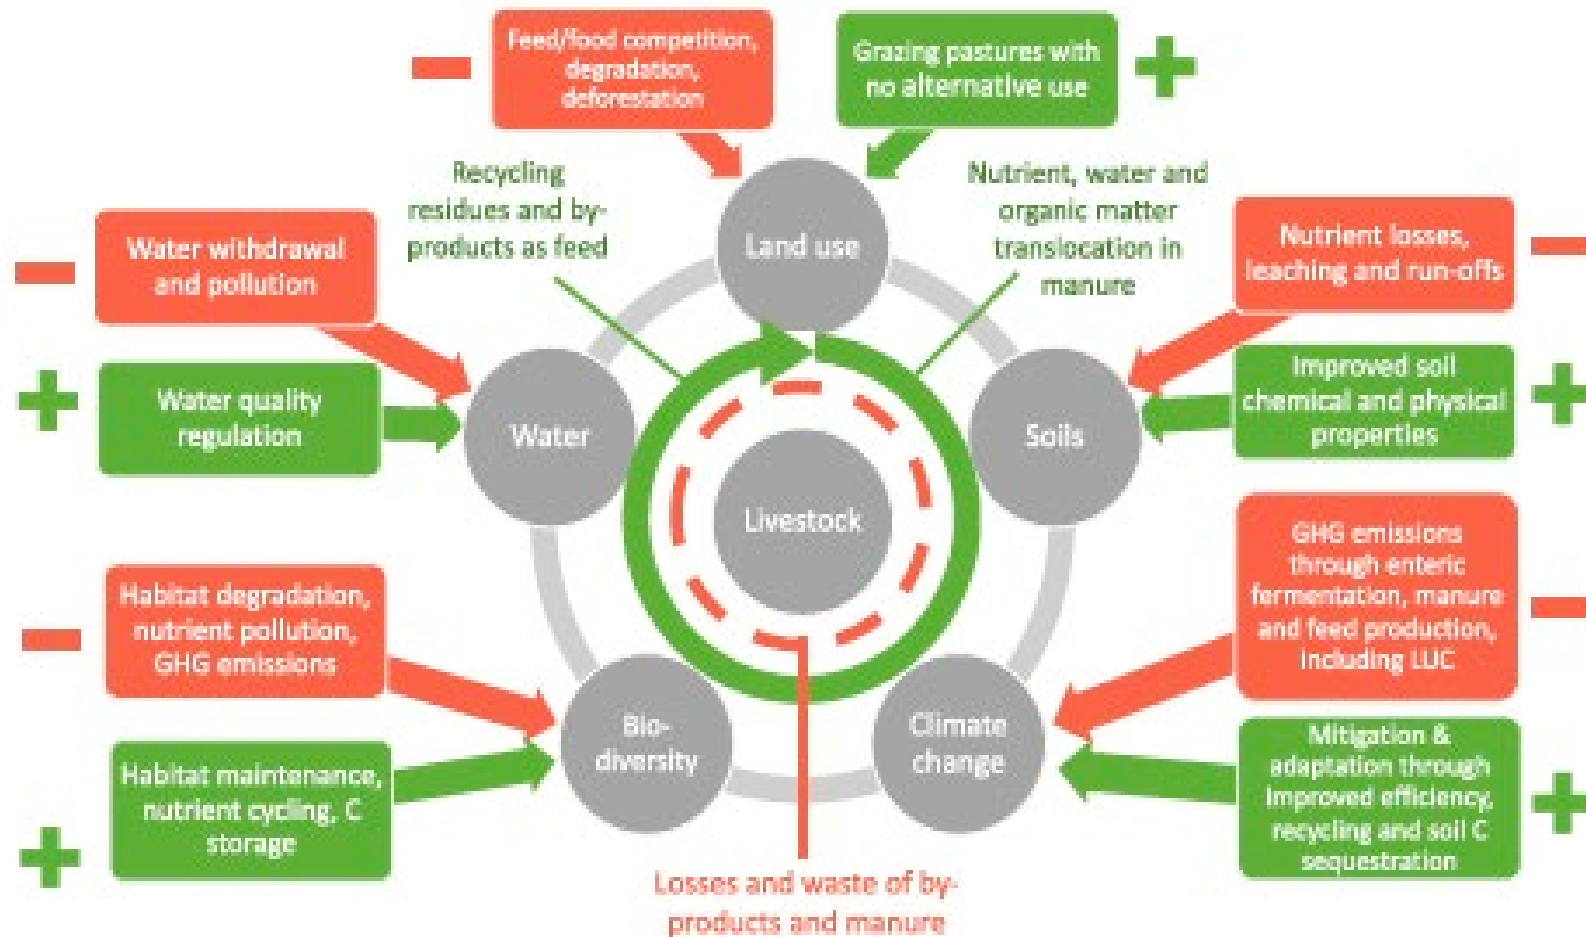 Feed/food competition,
degradation,
deforestation
Grazing pastures with
no alternative use
Recycling
residues and by-
products as feed
Nutrient, water and
organic matter
translocation in
manure
Land use
Water withdrawal
and pollution
Nutrient losses,
leaching and run-offs
Water quality
regulation
Improved soil
chemical and physical
properties
Water
Soils
Livestock
Habitat degradation,
nutrient pollution,
GHG emissions
GHG emissions
through enteric
fermentation, manure
and feed production,
including LUC
Bio-
diversity
Climate
change
Habitat maintenance,
nutrient cycling, C
storage
Mitigation &
adaptation through
improved efficiency,
recycling and soil C
sequestration
Losses and waste of by-
products and manure